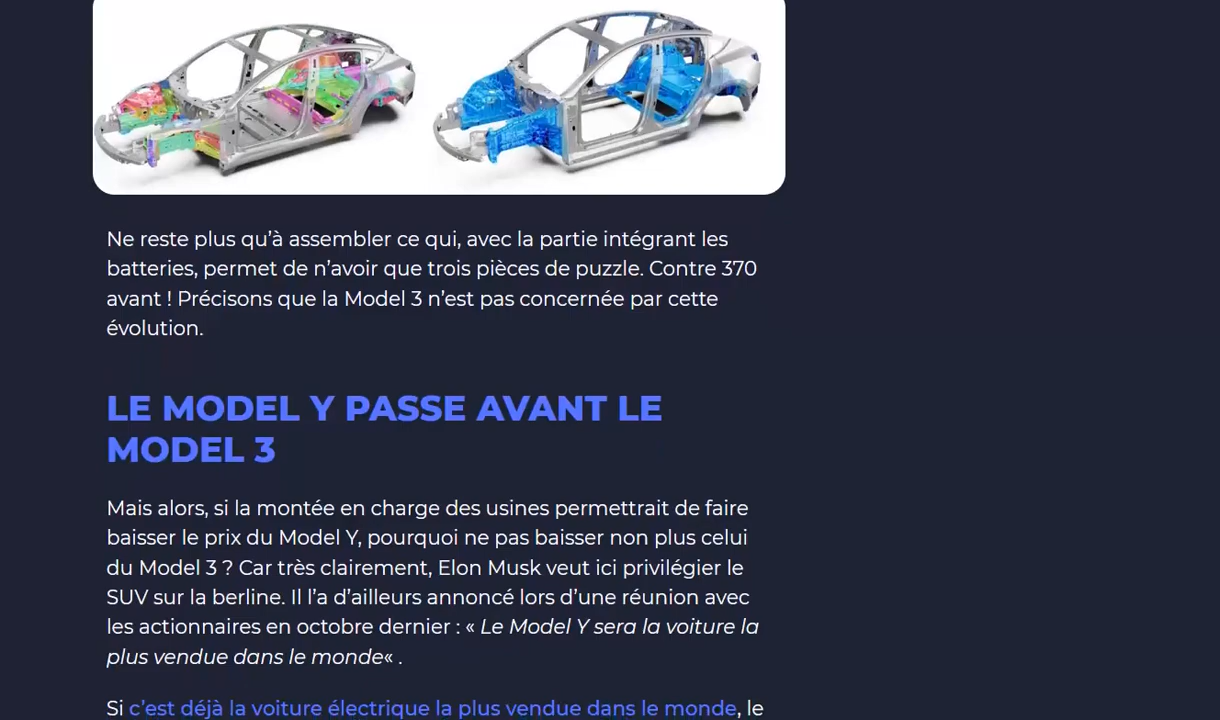 Ne reste plus qu’à assembler ce qui, avec la partie intégrant les
batteries, permet de n’avoir que trois pièces de puzzle. Contre 370
avant ! Précisons que la Model 3 n’est pas concernée par cette
évolution.
LE MODEL Y PASSE AVANT LE
MODEL 3
Mais alors, si la montée en charge des usines permettrait de faire
baisser le prix du Model Y, pourquoi ne pas baisser non plus celui
du Model 3 ? Car très clairement, Elon Musk veut ici privilégier le
SUV sur la berline. Il l’a d’ailleurs annoncé lors d’une réunion avec
les actionnaires en octobre dernier : « Le Model Y sera la voiture la
plus vendue dans le monde« .
Si c’est déjà la voiture électrique la plus vendue dans le monde, le